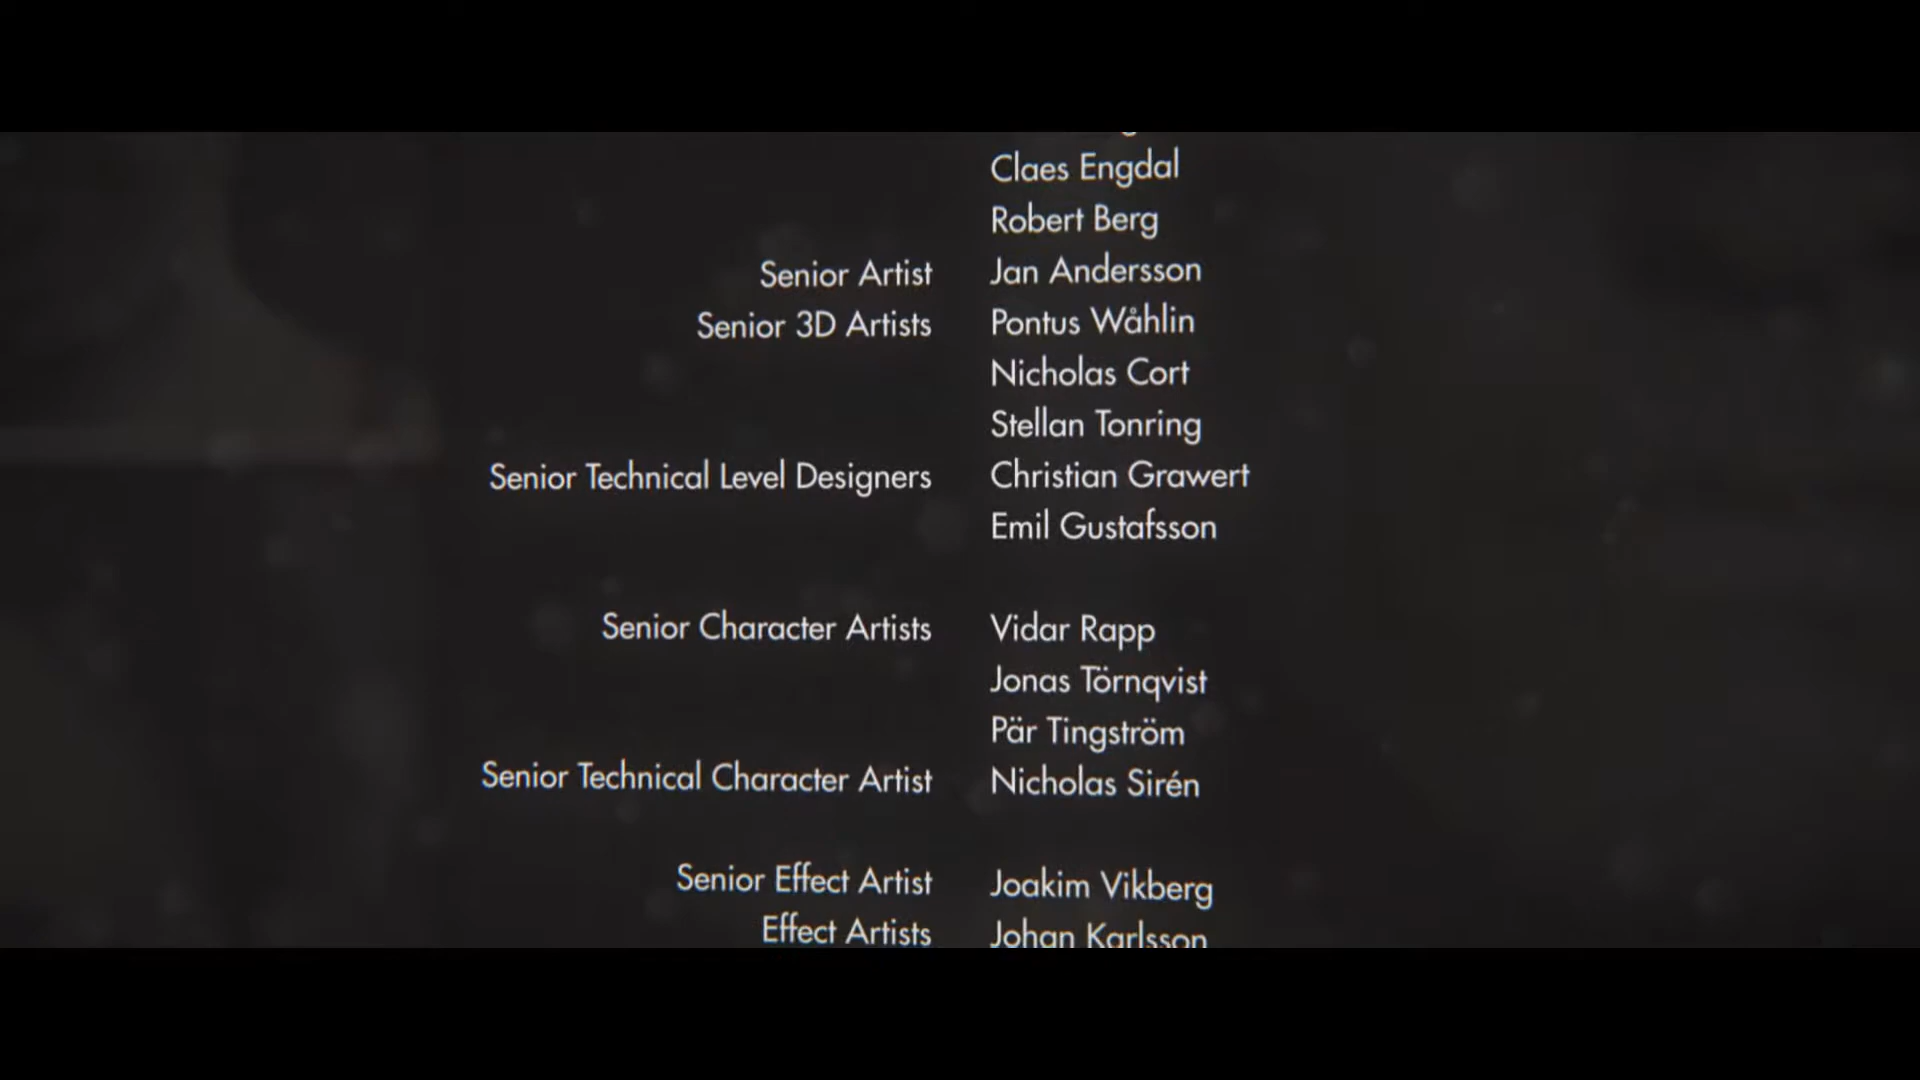 Claes Engdal
Robert Berg
Senior Artist Jan Andersson
Senior 3D Artists Pontus Wåhlin
Nicholas Cort
Stellan Tonring
Senior Technical Level Designers Christian Grawert
Emil Gustafsson
Senior Character Artists Vidar Rapp
Jonas Törnqvist
Pär Tingström
Senior Technical Character Artist Nicholas Sirén
Senior Effect Artist Joakim Vikberg
Effect Artists Johan Karlsson